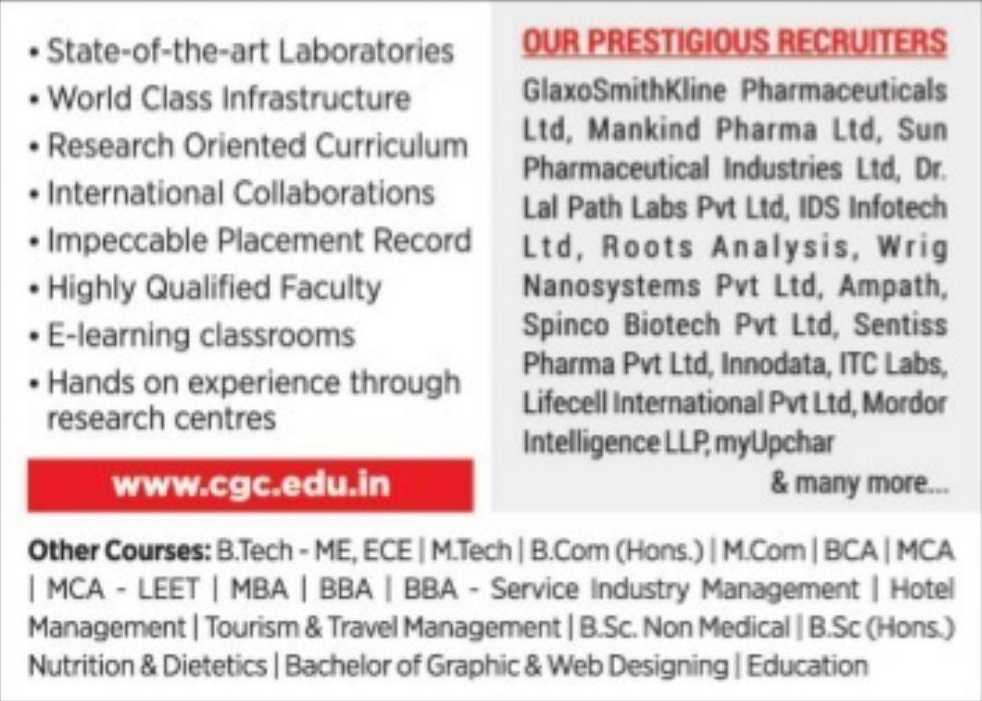 • State-of-the-art Laboratories
• World Class Infrastructure
• Research Oriented Curriculum
• International Collaborations
• Impeccable Placement Record
• Highly Qualified Faculty
• E-learning classrooms
• Hands on experience through
research centres
www.cgc.edu.in
OUR PRESTIGIOUS RECRUITERS
GlaxoSmithKline Pharmaceuticals
Ltd, Mankind Pharma Ltd, Sun
Pharmaceutical Industries Ltd, Dr.
Lal Path Labs Pvt Ltd, IDS Infotech
Ltd, Roots Analysis, Wrig
Nanosystems Pvt Ltd, Ampath,
Spinco Biotech Pvt Ltd, Sentiss
Pharma Pvt Ltd, Innodata, ITC Labs,
Lifecell International Pvt Ltd, Mordor
Intelligence LLP, myUpchar
& many more...
Other Courses: B.Tech - ME, ECE | M.Tech | B.Com (Hons.) | M.Com | BCA | MCA
| MCA - LEET | MBA | BBA | BBA - Service Industry Management | Hotel
Management | Tourism & Travel Management | B.Sc. Non Medical | B.Sc (Hons.)
Nutrition & Dietetics | Bachelor of Graphic & Web Designing | Education